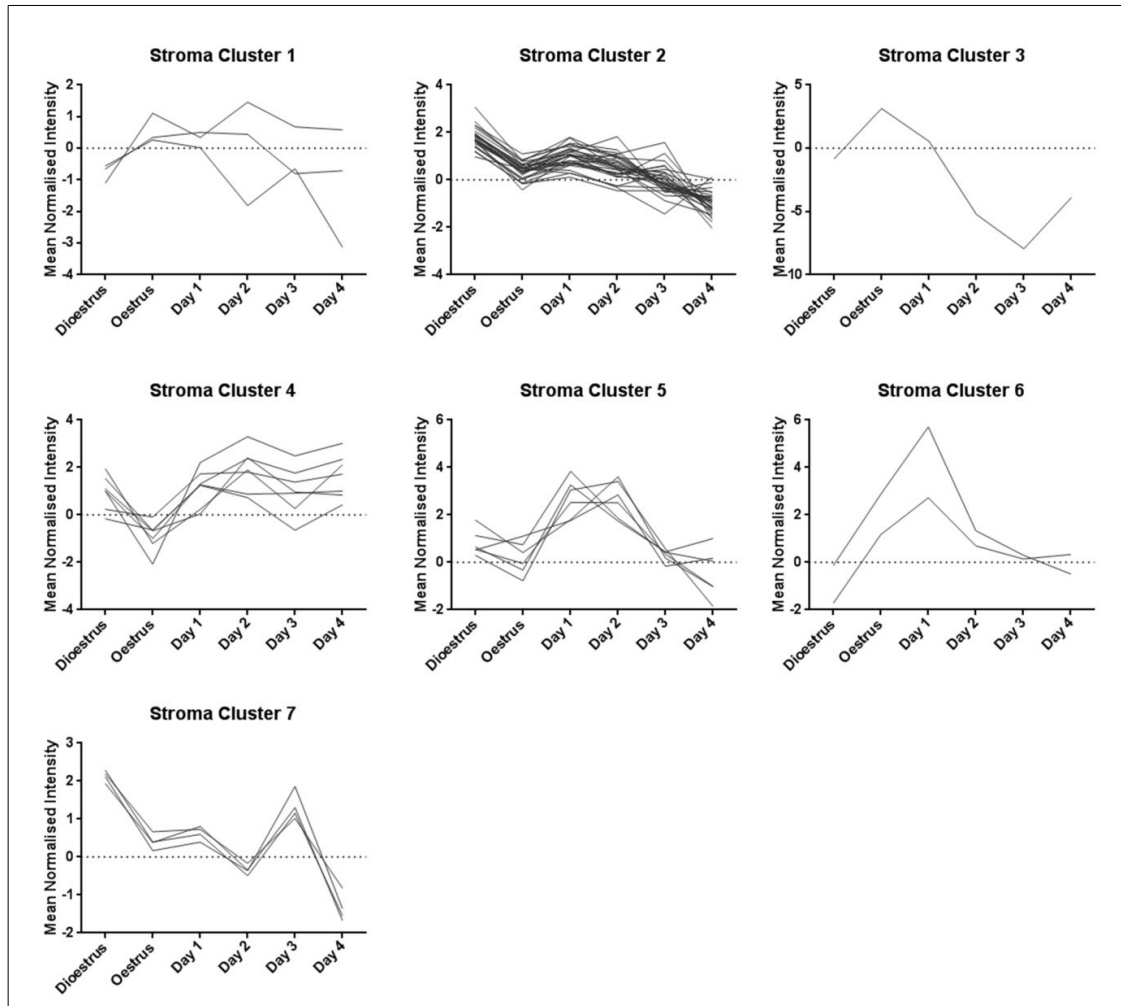 Stroma Cluster 1
Mean Normalised Intensity
2
1
0
-1
-2
-3
-4
Dioestrus
Oestrus
Day 1
Day 2
Day 3
Day 4
Stroma Cluster 2
Mean Normalised Intensity
4
2
0
-2
-4
Dioestrus
Oestrus
Day 1
Day 2
Day 3
Day 4
Stroma Cluster 3
Mean Normalised Intensity
5
0
-5
-10
Dioestrus
Oestrus
Day 1
Day 2
Day 3
Day 4
Stroma Cluster 4
Mean Normalised Intensity
4
2
0
-2
-4
Dioestrus
Oestrus
Day 1
Day 2
Day 3
Day 4
Stroma Cluster 5
Mean Normalised Intensity
6
4
2
0
-2
Dioestrus
Oestrus
Day 1
Day 2
Day 3
Day 4
Stroma Cluster 6
Mean Normalised Intensity
6
4
2
0
-2
Dioestrus
Oestrus
Day 1
Day 2
Day 3
Day 4
Stroma Cluster 7
Mean Normalised Intensity
3
2
1
0
-1
-2
Dioestrus
Oestrus
Day 1
Day 2
Day 3
Day 4